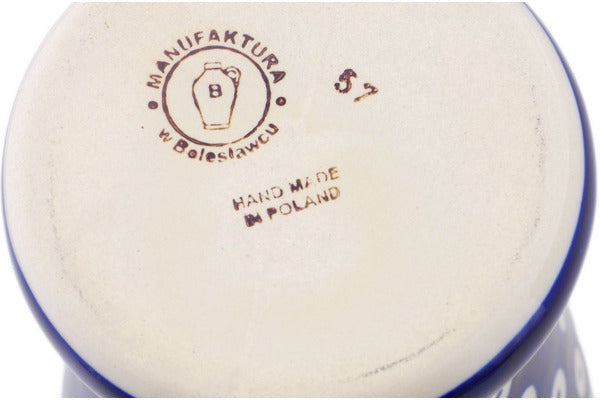 MANUFAKTURA
B
w Bolesławcu
57
HAND MADE
IN POLAND